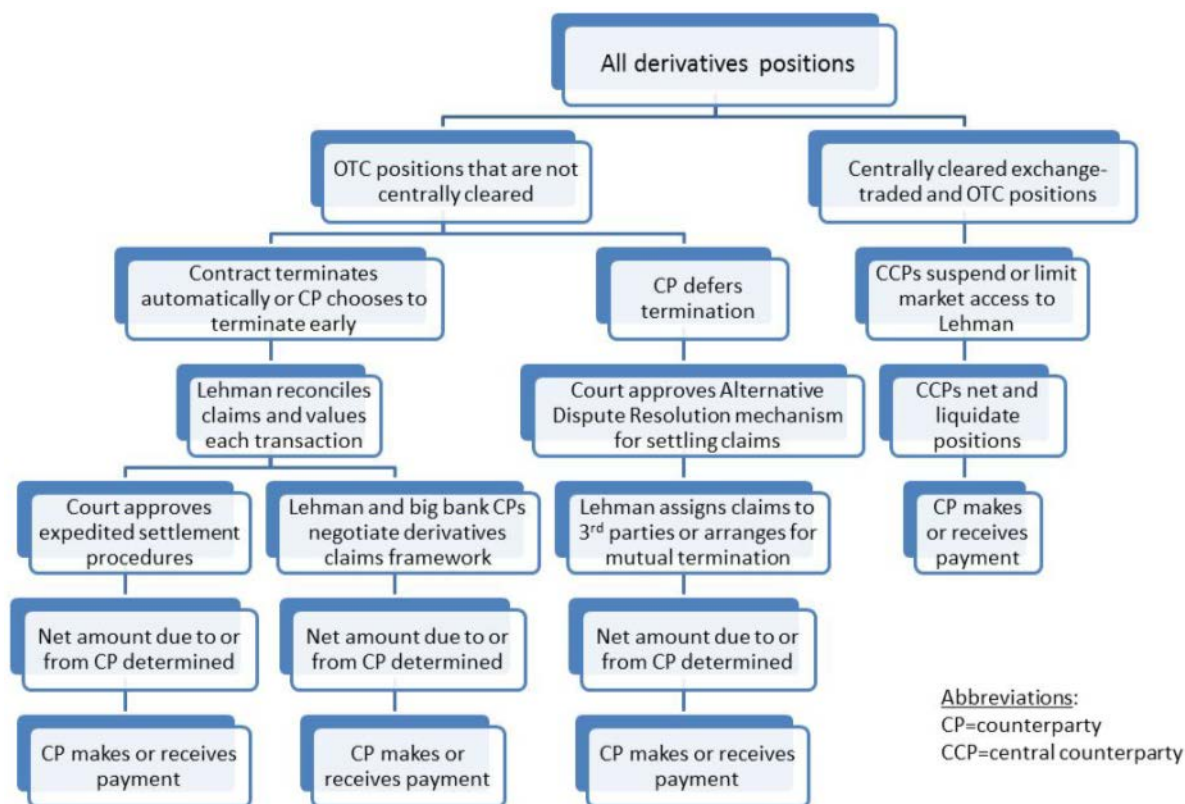 All derivatives positions
OTC positions that are not
centrally cleared
Centrally cleared exchange-
traded and OTC positions
Contract terminates
automatically or CP chooses to
terminate early
CP defers
termination
CCPs suspend or limit
market access to
Lehman
Lehman reconciles
claims and values
each transaction
Court approves Alternative
Dispute Resolution mechanism
for settling claims
CCPs net and
liquidate
positions
Court approves
expedited settlement
procedures
Lehman and big bank CPs
negotiate derivatives
claims framework
Lehman assigns claims to
3rd parties or arranges for
mutual termination
CP makes
or receives
payment
Net amount due to or
from CP determined
Net amount due to or
from CP determined
Net amount due to or
from CP determined
CP makes or receives
payment
CP makes or
receives payment
CP makes or receives
payment
Abbreviations:
CP=counterparty
CCP=central counterparty